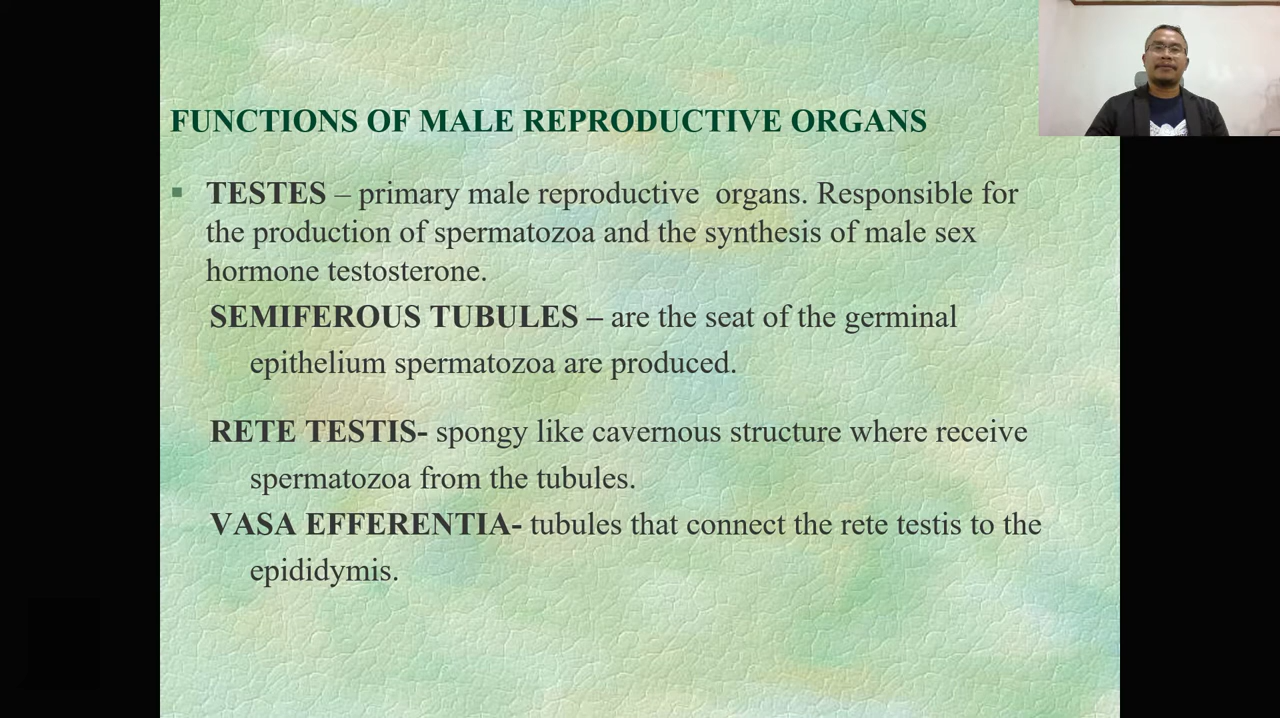 FUNCTIONS OF MALE REPRODUCTIVE ORGANS
▪ TESTES – primary male reproductive organs. Responsible for
the production of spermatozoa and the synthesis of male sex
hormone testosterone.
SEMIFEROUS TUBULES – are the seat of the germinal
epithelium spermatozoa are produced.
RETE TESTIS- spongy like cavernous structure where receive
spermatozoa from the tubules.
VASA EFFERENTIA- tubules that connect the rete testis to the
epididymis.